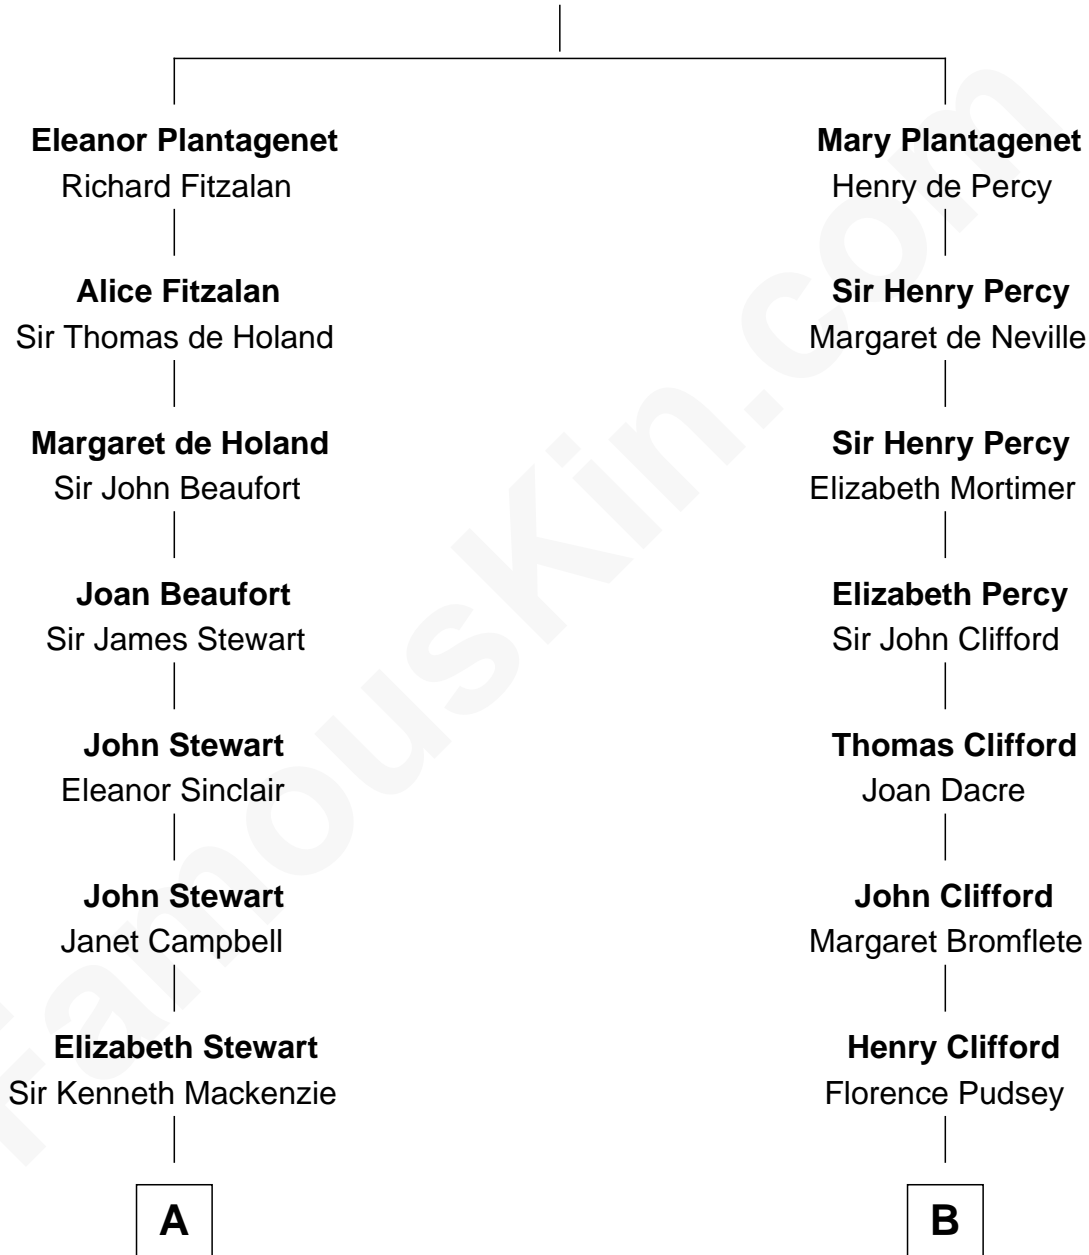 Eleanor Plantagenet
Richard Fitzalan
Alice Fitzalan
Sir Thomas de Holand
Margaret de Holand
Sir John Beaufort
Joan Beaufort
Sir James Stewart
John Stewart
Eleanor Sinclair
John Stewart
Janet Campbell
Elizabeth Stewart
Sir Kenneth Mackenzie
A
Mary Plantagenet
Henry de Percy
Sir Henry Percy
Margaret de Neville
Sir Henry Percy
Elizabeth Mortimer
Elizabeth Percy
Sir John Clifford
Thomas Clifford
Joan Dacre
John Clifford
Margaret Bromflete
Henry Clifford
Florence Pudsey
B
FamousKin.com